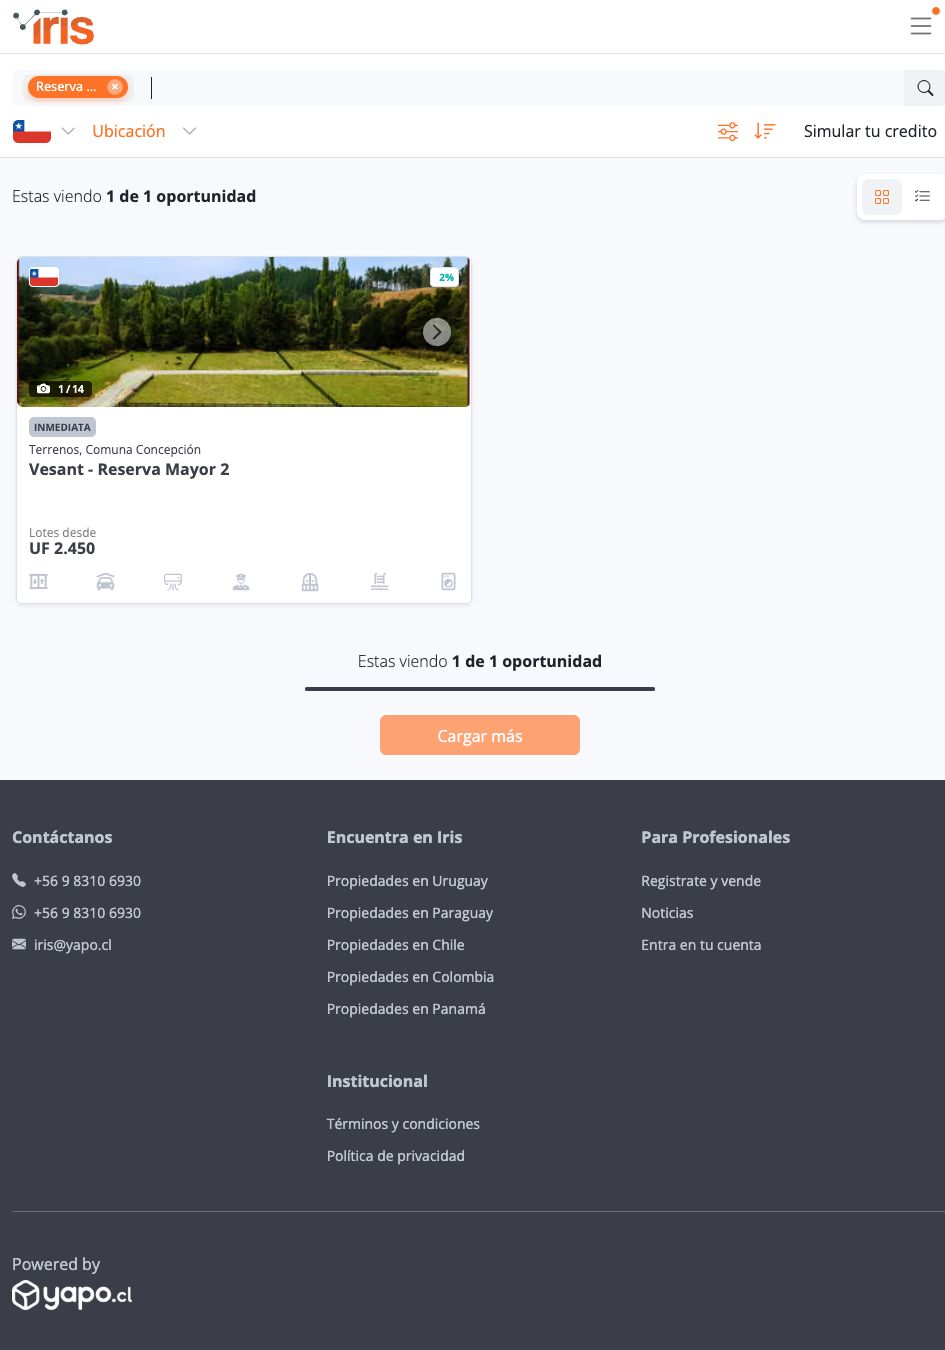 iris
Reserva ...
Ubicación
Simular tu credito
Estas viendo 1 de 1 oportunidad
2%
1 / 14
INMEDIATA
Terrenos, Comuna Concepción
Vesant - Reserva Mayor 2
Lotes desde
UF 2.450
Estas viendo 1 de 1 oportunidad
Cargar más
Contáctanos
+56 9 8310 6930
+56 9 8310 6930
iris@yapo.cl
Encuentra en Iris
Propiedades en Uruguay
Propiedades en Paraguay
Propiedades en Chile
Propiedades en Colombia
Propiedades en Panamá
Para Profesionales
Registrate y vende
Noticias
Entra en tu cuenta
Institucional
Términos y condiciones
Política de privacidad
Powered by
yapo.cl